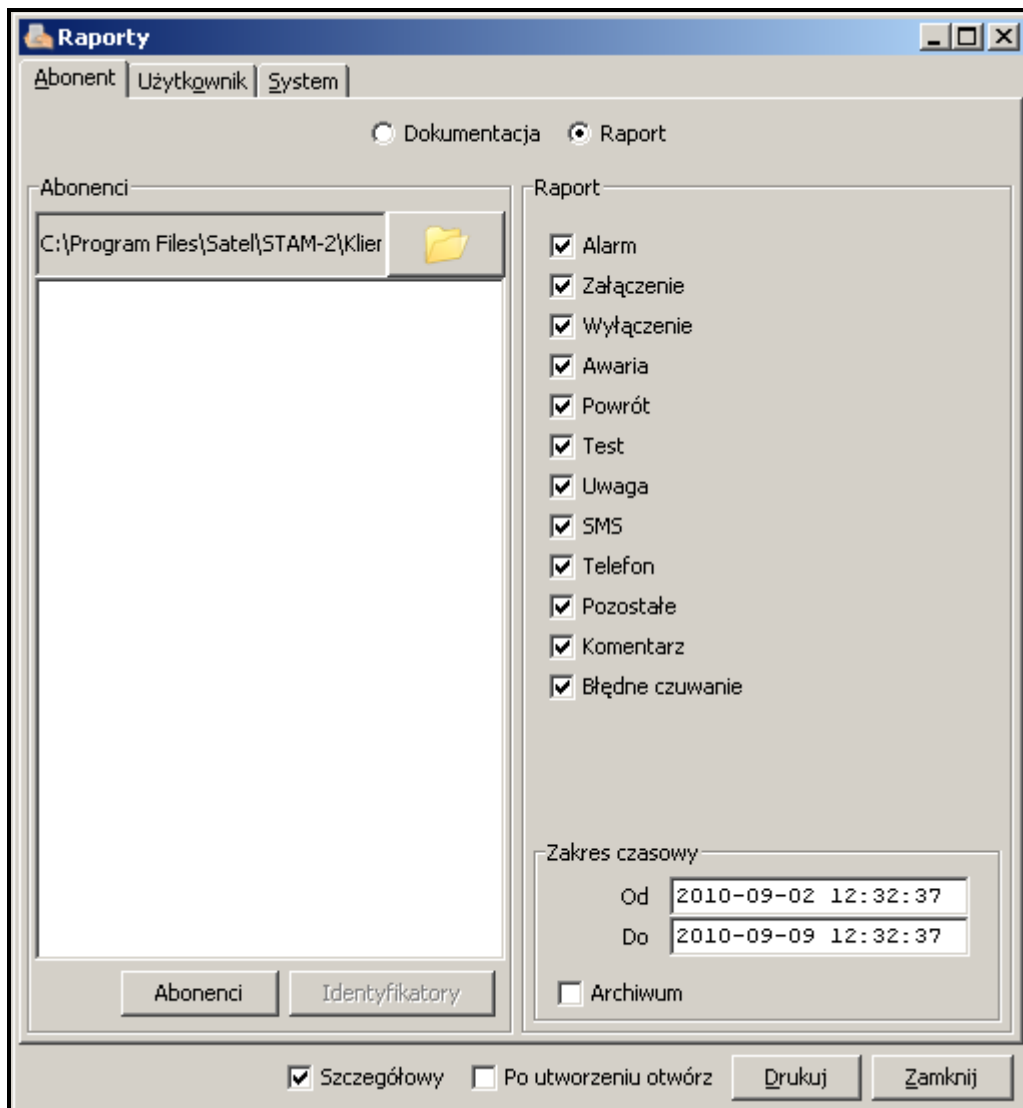 Raporty
Abonent Użytkownik System
Dokumentacja Raport
Abonenci
C:\Program Files\Satel\STAM-2\Klier
Raport
Alarm
Załączenie
Wyłączenie
Awaria
Powrót
Test
Uwaga
SMS
Telefon
Pozostałe
Komentarz
Błędne czuwanie
Zakres czasowy
Od 2010-09-02 12:32:37
Do 2010-09-09 12:32:37
Archiwum
Abonenci Identyfikatory
Szczegółowy Po utworzeniu otwórz Drukuj Zamknij